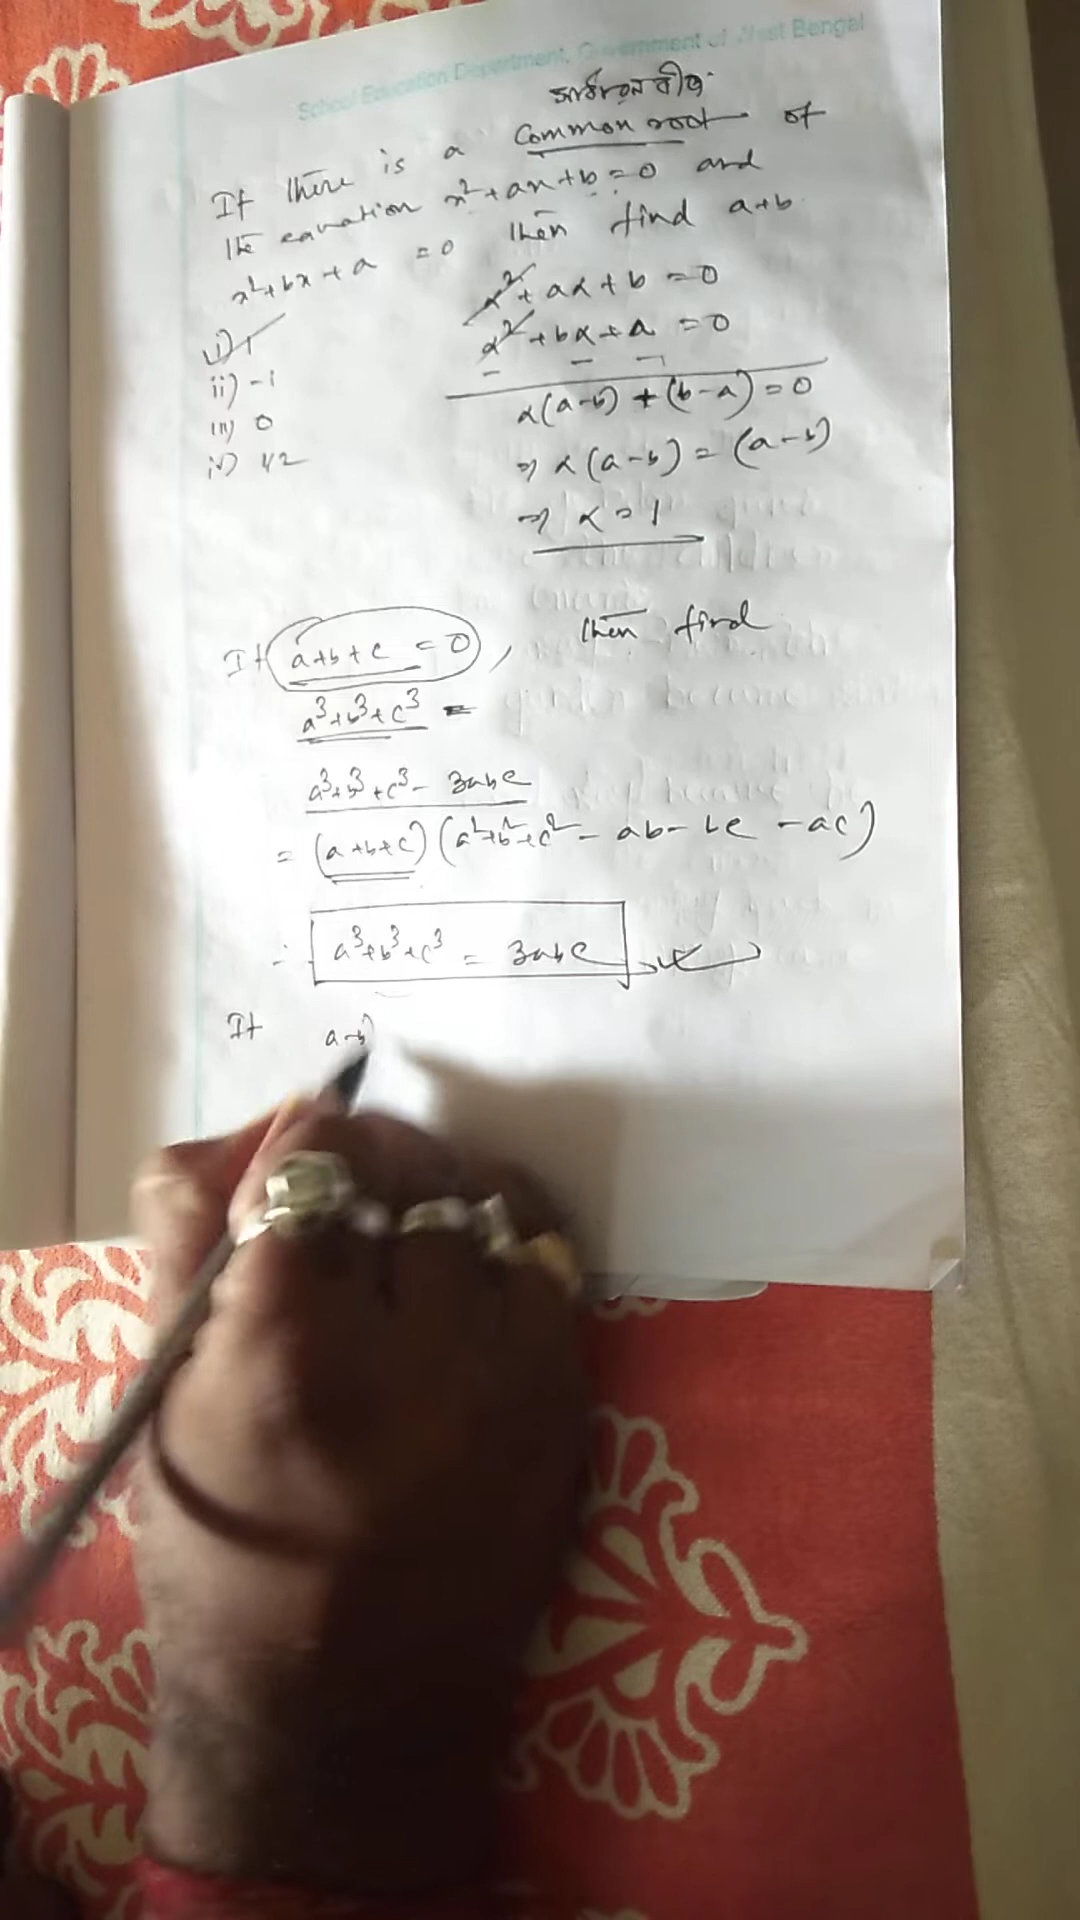 School Education Department, Government of West Bengal
If there is a Common root of
the equation x²+ax+b=0 and
x²+bx+a =0 then find a+b.
i) 1
ii) -1
iii) 0
iv) 1/2
α²+aα+b=0
α²+bα+a=0
- - -
α(a-b)+(b-a)=0
⇒ α(a-b)=(a-b)
⇒ α=1
If a+b+c=0, then find
a³+b³+c³ =
a³+b³+c³- 3abc
= (a+b+c)(a²+b²+c²-ab-bc-ac)
∴ a³+b³+c³ = 3abc
If